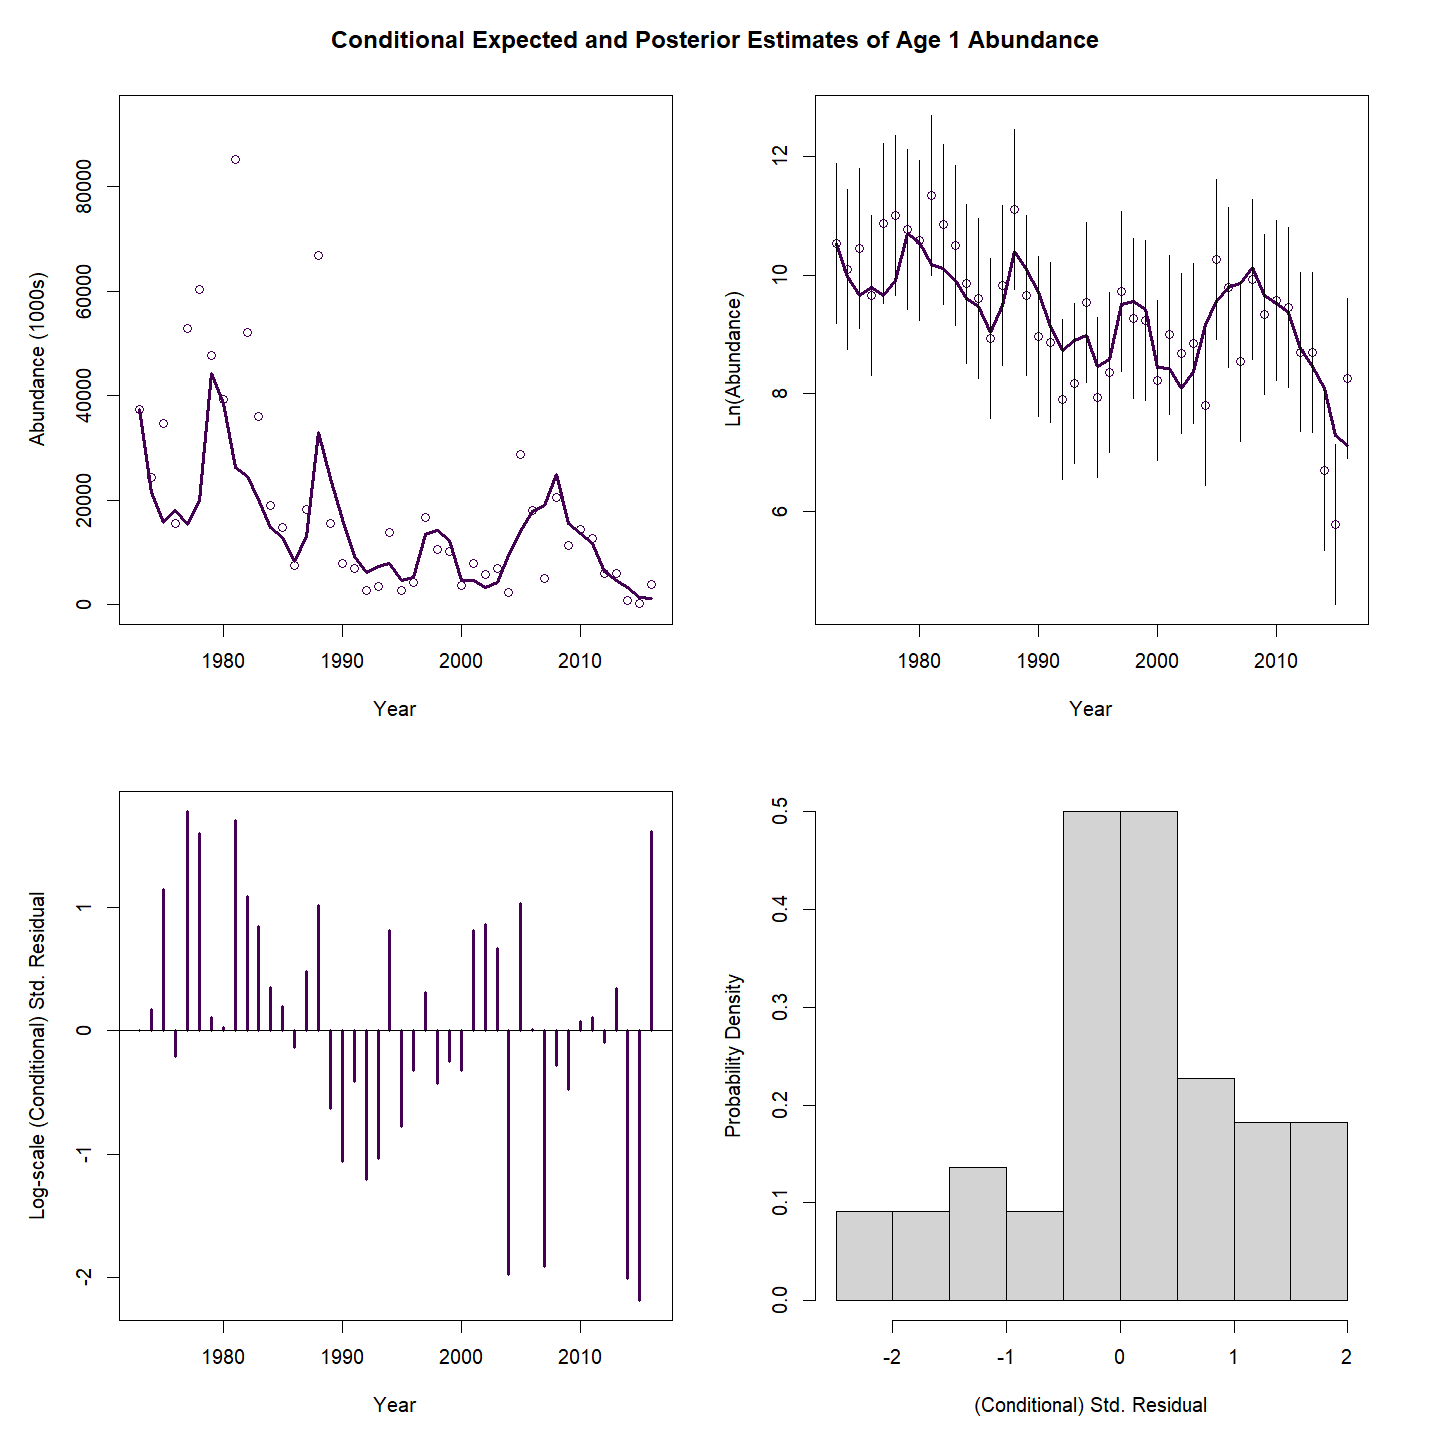 Conditional Expected and Posterior Estimates of Age 1 Abundance
Abundance (1000s)
0 20000 40000 60000 80000
1980 1990 2000 2010
Year
Ln(Abundance)
6 8 10 12
1980 1990 2000 2010
Year
Log-scale (Conditional) Std. Residual
-2 -1 0 1
1980 1990 2000 2010
Year
Probability Density
0.0 0.1 0.2 0.3 0.4 0.5
-2 -1 0 1 2
(Conditional) Std. Residual